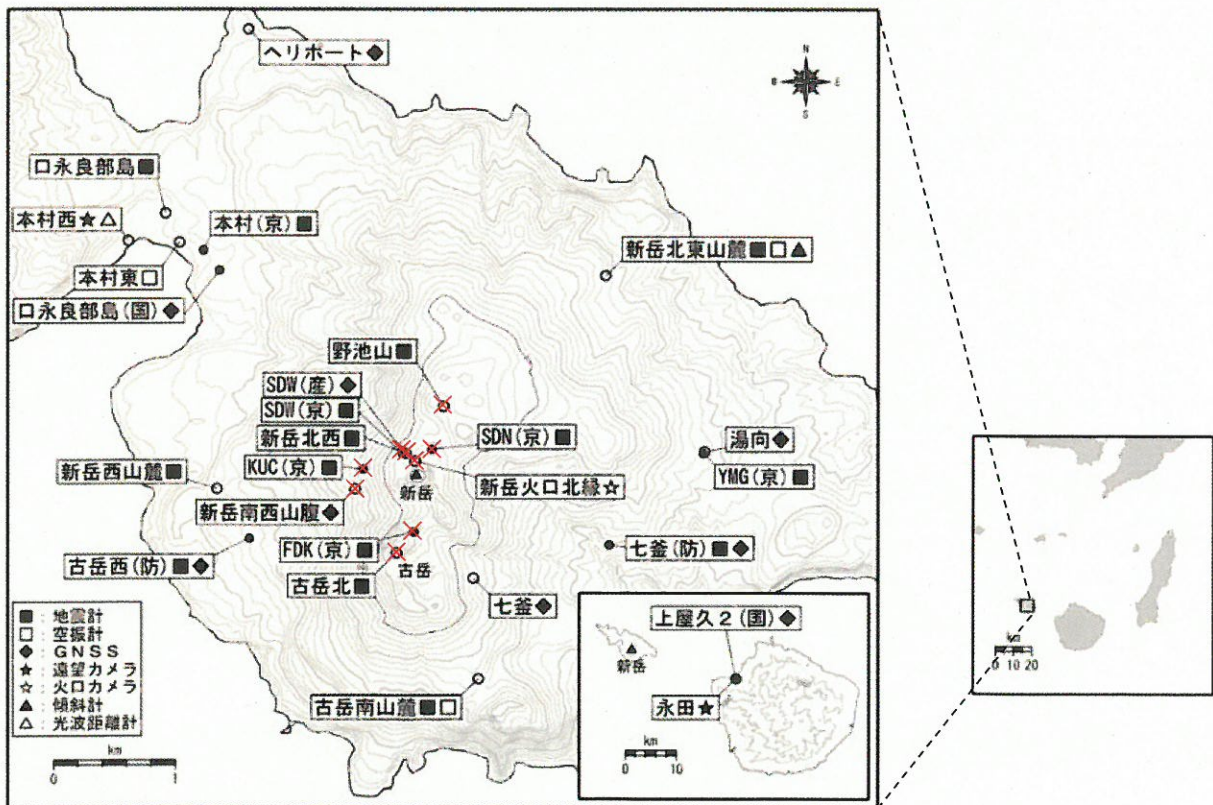 ヘリポート◆
N
W
E
S
口永良部島■
本村西★△
本村(京)■
本村東□
口永良部島(国)◆
新岳北東山麓■□▲
野池山■
SDW(産)◆
SDW(京)■
新岳北西■
SDN(京)■
湯向◆
KUC(京)■
YMG(京)■
新岳西山麓■
新岳
新岳火口北縁☆
新岳南西山腹◆
FDK(京)■
七釜(防)■◆
古岳西(防)■◆
古岳北■
古岳
七釜◆
■：地震計
□：空振計
◆：GNSS
★：遠望カメラ
☆：火口カメラ
▲：傾斜計
△：光波距離計
km
0 1
古岳南山麓■□
上屋久２(国)◆
新岳
永田★
km
0 10
km
0 10 20